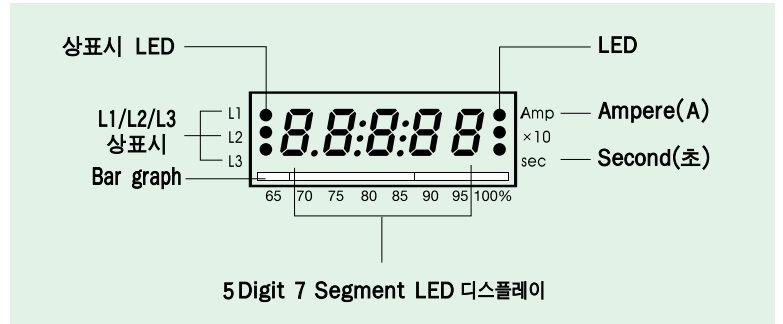 상표시 LED
LED
L1/L2/L3
상표시
L1
L2
L3
8.8:8:8 8
Amp
×10
sec
Ampere(A)
Second(초)
Bar graph
65 70 75 80 85 90 95 100%
5 Digit 7 Segment LED 디스플레이